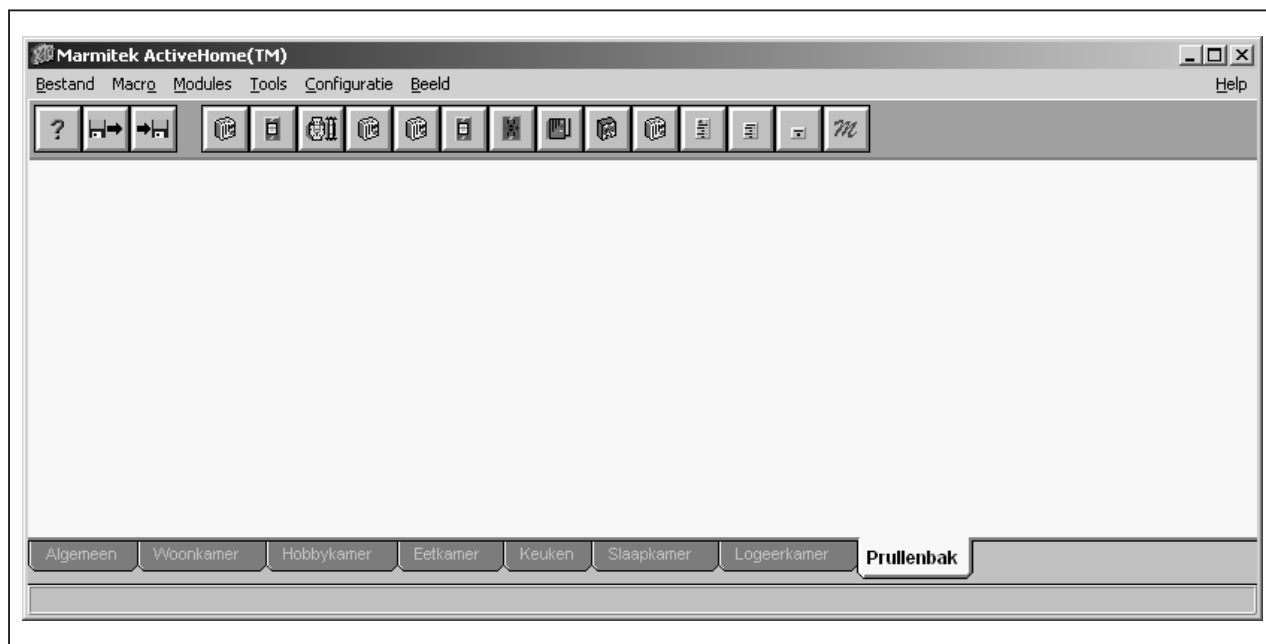 Marmitek ActiveHome(TM)
Bestand Macro Modules Tools Configuratie Beeld Help
?
Algemeen Woonkamer Hobbykamer Eetkamer Keuken Slaapkamer Logeerkamer Prullenbak